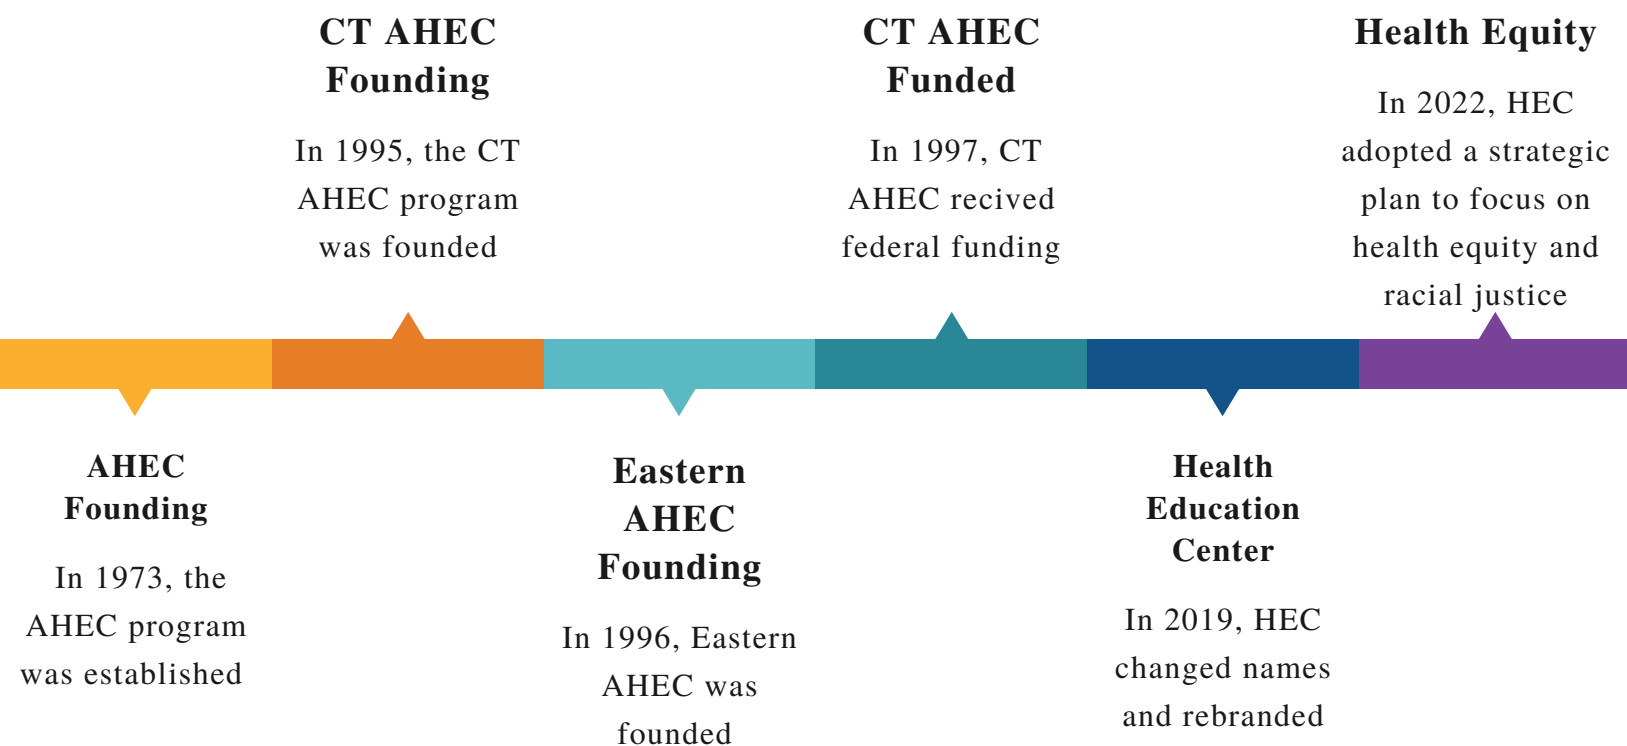 CT AHEC
Founding
In 1995, the CT
AHEC program
was founded
CT AHEC
Funded
In 1997, CT
AHEC recived
federal funding
Health Equity
In 2022, HEC
adopted a strategic
plan to focus on
health equity and
racial justice
AHEC
Founding
In 1973, the
AHEC program
was established
Eastern
AHEC
Founding
In 1996, Eastern
AHEC was
founded
Health
Education
Center
In 2019, HEC
changed names
and rebranded